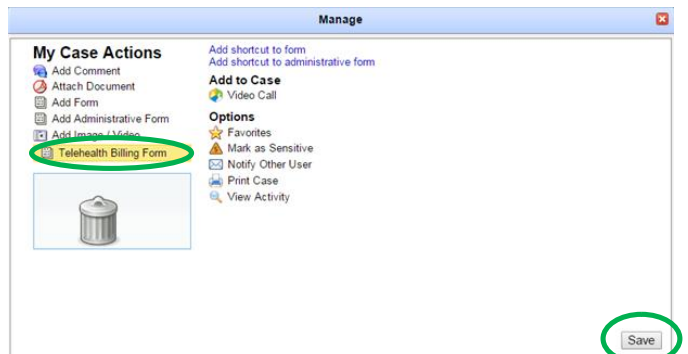 Manage
My Case Actions
Add Comment
Attach Document
Add Form
Add Administrative Form
Add Image / Video
Telehealth Billing Form
Add shortcut to form
Add shortcut to administrative form
Add to Case
Video Call
Options
Favorites
Mark as Sensitive
Notify Other User
Print Case
View Activity
Save